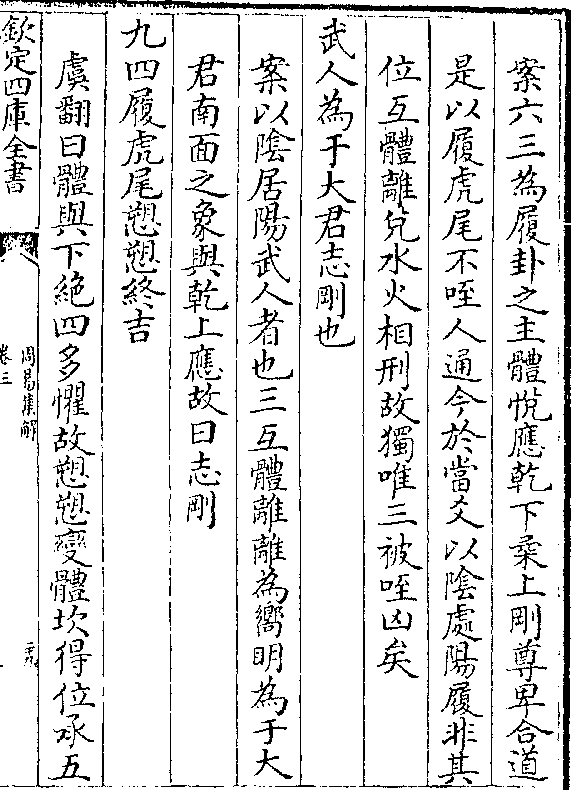 案六三為履卦之主體恱應乾下柔上剛尊卑合道
是以履虎尾不咥人通今於當爻以陰處陽履非其
位互體離兌水火相刑故獨唯三被咥凶矣
武人為于大君志剛也
案以陰居陽武人者也三互體離離為嚮明為于大
君南面之象與乾上應故曰志剛
九四履虎尾愬愬終吉
虞翻曰體與下絶四多懼故愬愬變體坎得位承五
欽定四庫全書
周易集解
卷三